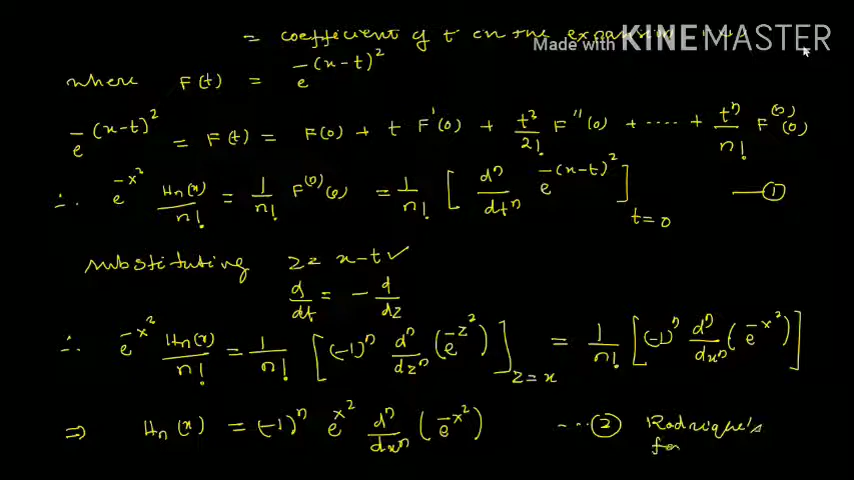 = coefficient of t in the expansion
Made with KINEMASTER
where F(t) = e^{-(x-t)^2}
e^{-(x-t)^2} = F(t) = F(0) + t F'(0) + t^2/2! F''(0) + .... + t^n/n! F^{(n)}(0)
∴ e^{-x^2} Hn(x)/n! = 1/n! F^{(n)}(0) = 1/n! [ d^n/dt^n e^{-(x-t)^2} ]_{t=0} —①
substituting z= x-t ✓
d/dt = - d/dz
∴ e^{-x^2} Hn(x)/n! = 1/n! [ (-1)^n d^n/dz^n (e^{-z^2}) ]_{z=x} = 1/n! [ (-1)^n d^n/dx^n (e^{-x^2}) ]
⇒ Hn(x) = (-1)^n e^{x^2} d^n/dx^n (e^{-x^2}) ---② Rodrique's
for